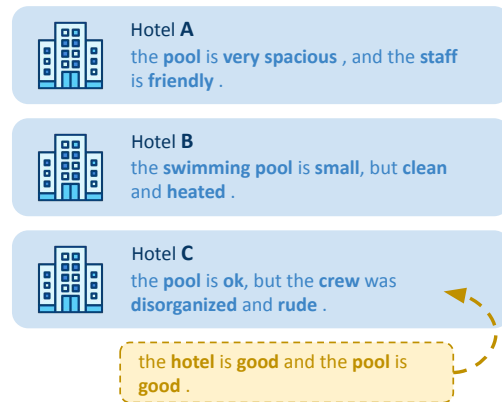 Hotel A
the pool is very spacious , and the staff
is friendly .
Hotel B
the swimming pool is small, but clean
and heated .
Hotel C
the pool is ok, but the crew was
disorganized and rude .
the hotel is good and the pool is
good .